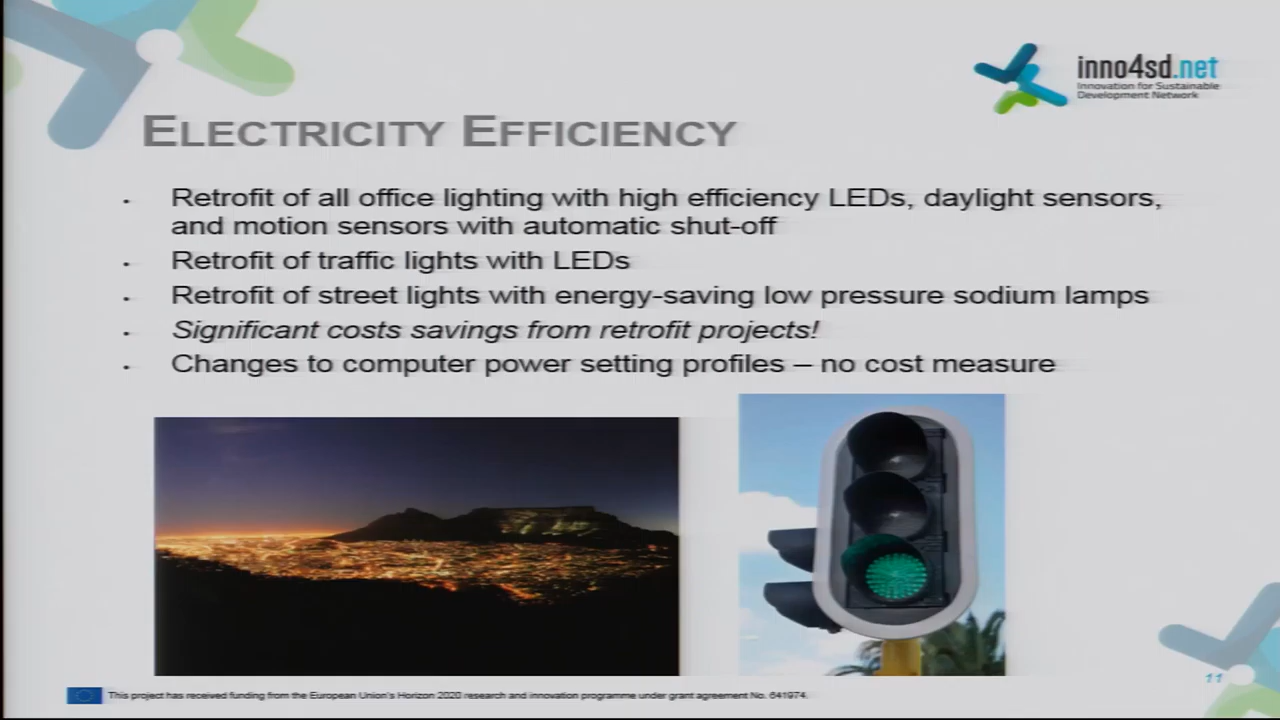 inno4sd.net
Innovation for Sustainable
Development Network
ELECTRICITY EFFICIENCY
• Retrofit of all office lighting with high efficiency LEDs, daylight sensors,
and motion sensors with automatic shut-off
• Retrofit of traffic lights with LEDs
• Retrofit of street lights with energy-saving low pressure sodium lamps
• Significant costs savings from retrofit projects!
• Changes to computer power setting profiles – no cost measure
This project has received funding from the European Union's Horizon 2020 research and innovation programme under grant agreement No. 641974.
11